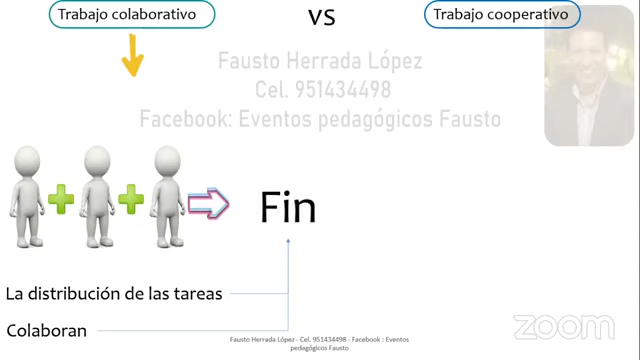 Trabajo colaborativo
vs
Trabajo cooperativo
Fausto Herrada López
Cel. 951434498
Facebook: Eventos pedagógicos Fausto
Fin
La distribución de las tareas
Colaboran
Fausto Herrada López - Cel. 951434498 - Facebook : Eventos
pedagógicos Fausto
zoom